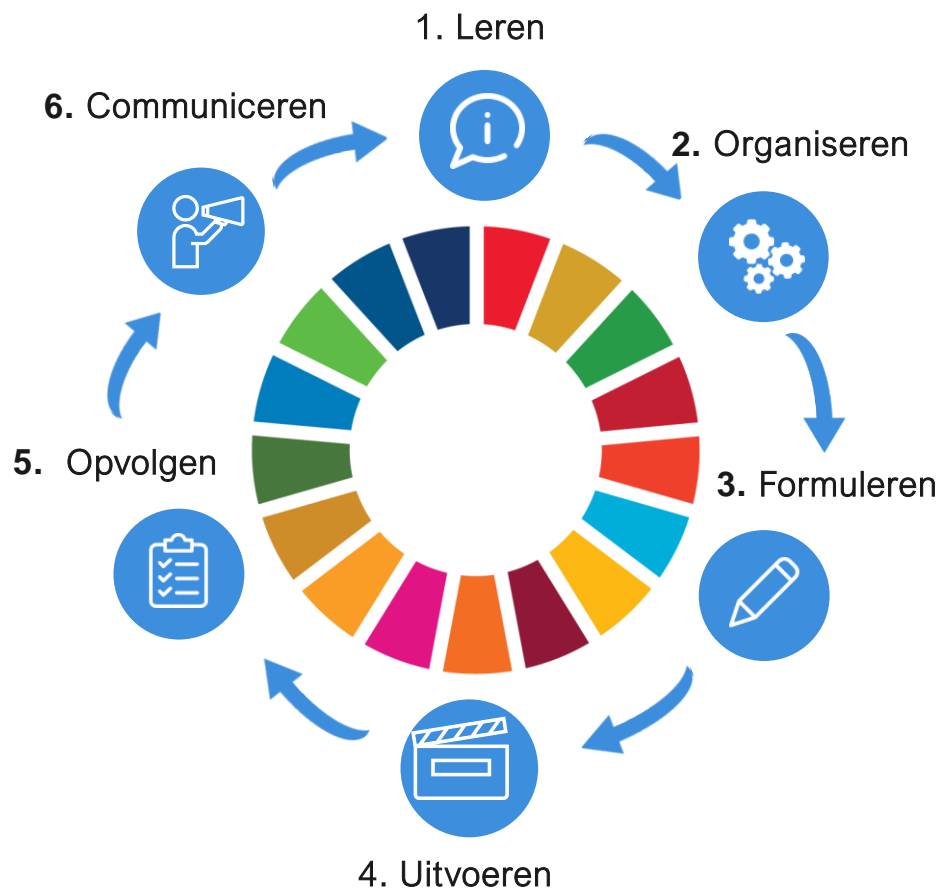 1. Leren
2. Organiseren
3. Formuleren
4. Uitvoeren
5. Opvolgen
6. Communiceren